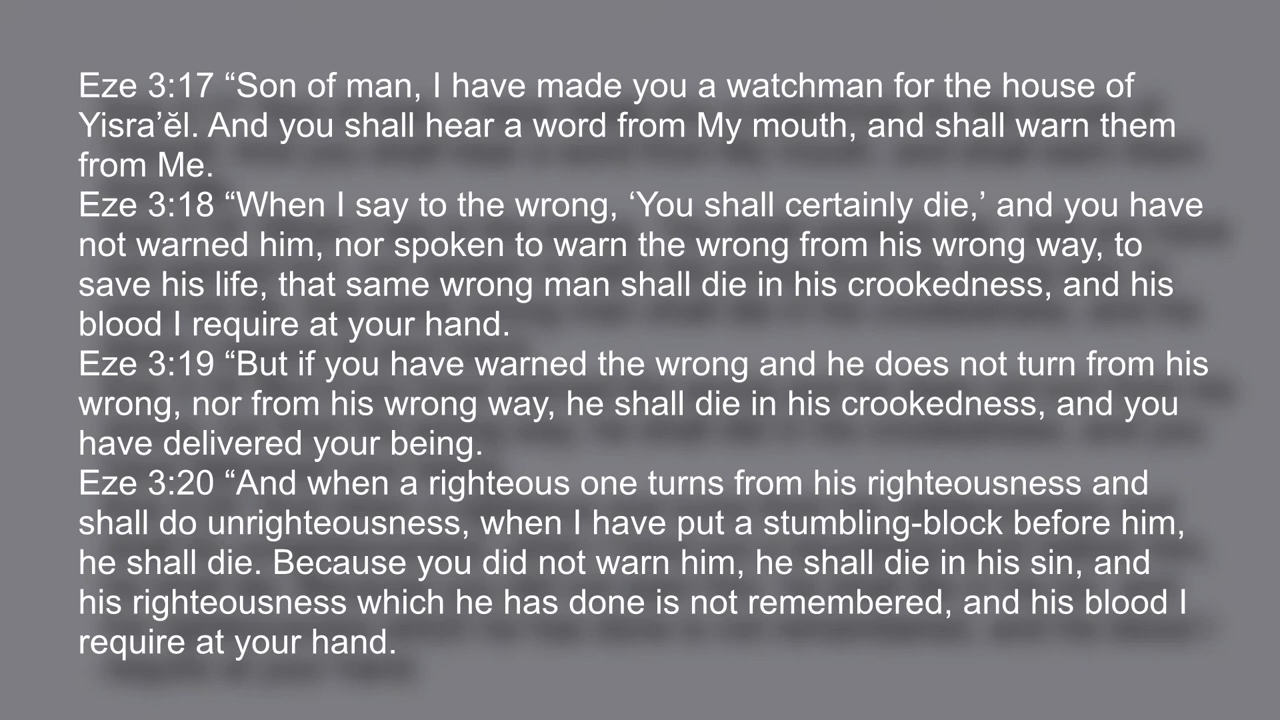 Eze 3:17 “Son of man, I have made you a watchman for the house of
Yisra’ĕl. And you shall hear a word from My mouth, and shall warn them
from Me.
Eze 3:18 “When I say to the wrong, ‘You shall certainly die,’ and you have
not warned him, nor spoken to warn the wrong from his wrong way, to
save his life, that same wrong man shall die in his crookedness, and his
blood I require at your hand.
Eze 3:19 “But if you have warned the wrong and he does not turn from his
wrong, nor from his wrong way, he shall die in his crookedness, and you
have delivered your being.
Eze 3:20 “And when a righteous one turns from his righteousness and
shall do unrighteousness, when I have put a stumbling-block before him,
he shall die. Because you did not warn him, he shall die in his sin, and
his righteousness which he has done is not remembered, and his blood I
require at your hand.